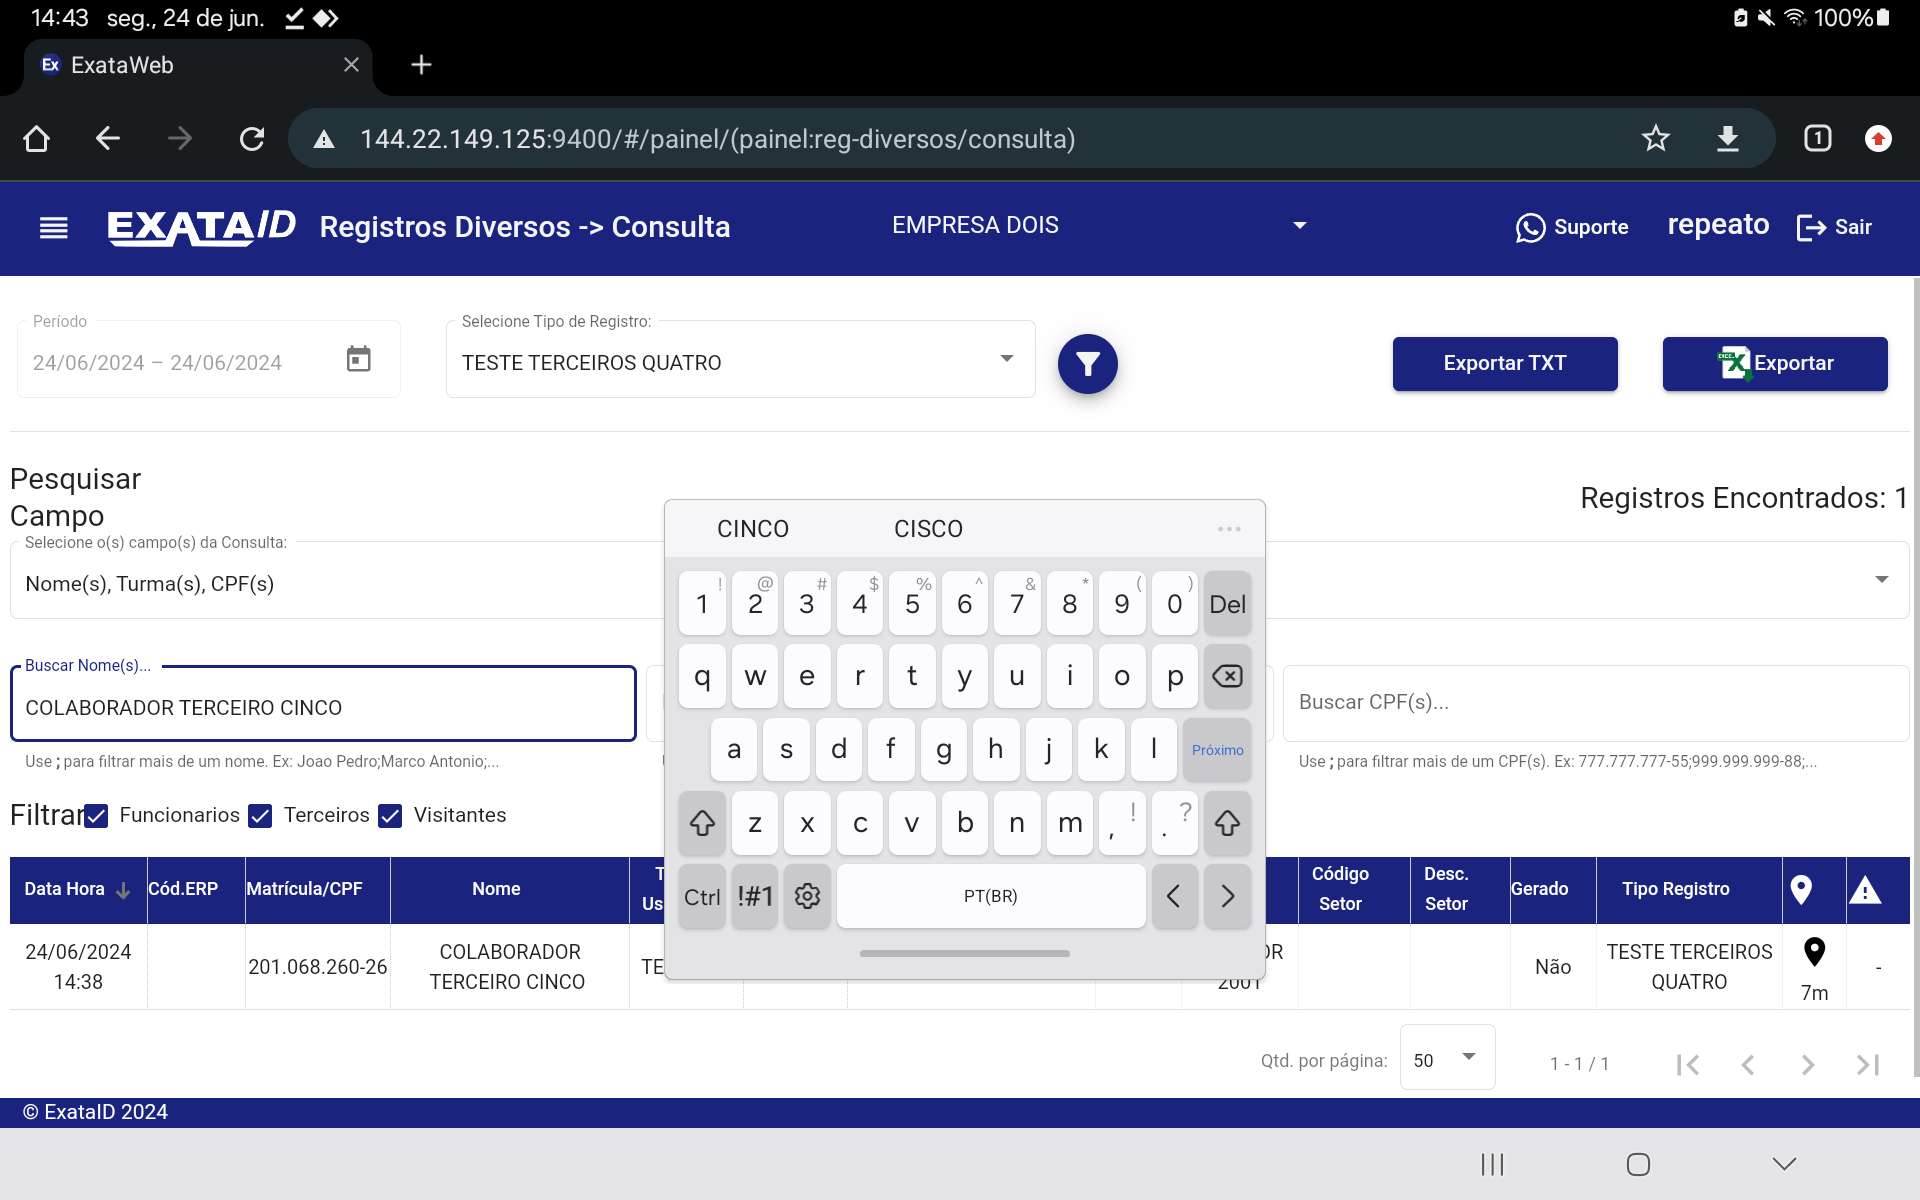 14:43 seg., 24 de jun. 100%
Ex ExataWeb
144.22.149.125:9400/#/painel/(painel:reg-diversos/consulta) 1
EXATA/D Registros Diversos -> Consulta EMPRESA DOIS Suporte repeato Sair
Período
24/06/2024 – 24/06/2024
Selecione Tipo de Registro:
TESTE TERCEIROS QUATRO
Exportar TXT
Exportar
Pesquisar
Campo
Registros Encontrados: 1
Selecione o(s) campo(s) da Consulta:
Nome(s), Turma(s), CPF(s)
Buscar Nome(s)...
COLABORADOR TERCEIRO CINCO
Use ; para filtrar mais de um nome. Ex: Joao Pedro;Marco Antonio;...
Buscar CPF(s)...
Use ; para filtrar mais de um CPF(s). Ex: 777.777.777-55;999.999.999-88;...
CINCO CISCO ...
! @ # $ % ^ & * ( )
1 2 3 4 5 6 7 8 9 0 Del
q w e r t y u i o p
a s d f g h j k l Próximo
z x c v b n m , ! . ?
Ctrl !#1 PT(BR) < >
Filtrar Funcionarios Terceiros Visitantes
Data Hora Cód.ERP Matrícula/CPF Nome T
Us
Código
Setor
Desc.
Setor
Gerado Tipo Registro
24/06/2024
14:38
201.068.260-26
COLABORADOR
TERCEIRO CINCO
TE
OR
2001
Não
TESTE TERCEIROS
QUATRO
7m
-
Qtd. por página: 50 1 - 1 / 1
© ExataID 2024